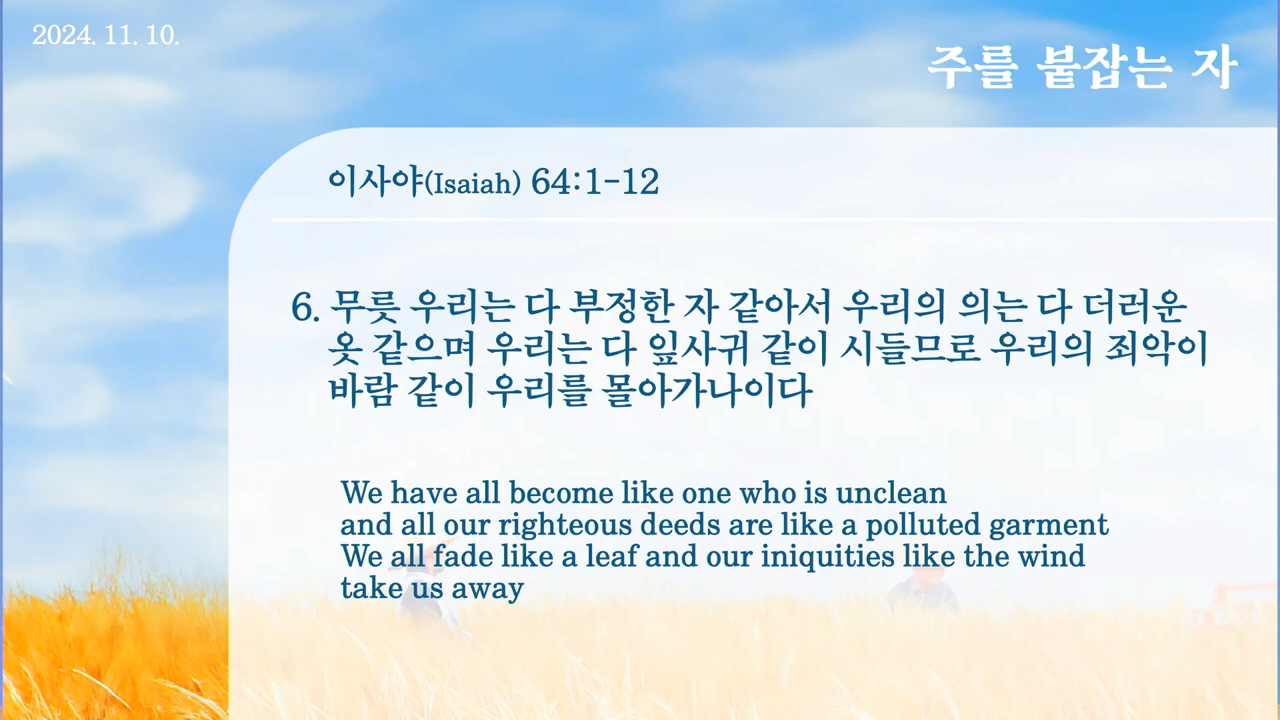 2024. 11. 10.
주를 붙잡는 자
이사야(Isaiah) 64:1-12
6. 무릇 우리는 다 부정한 자 같아서 우리의 의는 다 더러운
옷 같으며 우리는 다 잎사귀 같이 시들므로 우리의 죄악이
바람 같이 우리를 몰아가나이다
We have all become like one who is unclean
and all our righteous deeds are like a polluted garment
We all fade like a leaf and our iniquities like the wind
take us away